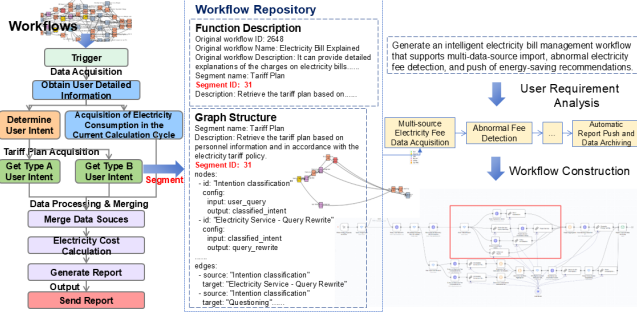 Workflows
Trigger
Data Acquisition
Obtain User Detailed
Information
Determine
User Intent
Acquisition of Electricity
Consumption in the
Current Calculation Cycle
Tariff Plan Acquisition
Get Type A
User Intent
Get Type B
User Intent
Segment
Data Processing & Merging
Merge Data Souces
Electricity Cost
Calculation
Generate Report
Output
Send Report
Workflow Repository
Function Description
Original workflow ID: 2648
Original workflow Name: Electricity Bill Explained
Original workflow Description: It can provide detailed
explanations of the charges on electricity bills......
Segment name: Tariff Plan
Segment ID: 31
Description: Retrieve the tariff plan based on......
Graph Structure
Segment name: Tariff Plan
Description: Retrieve the tariff plan based on
personnel information and in accordance with the
electricity tariff policy.
Segment ID: 31
nodes:
- id: "Intention classification"
config:
input: user_query
output: classified_intent
- id: "Electricity Service - Query Rewrite"
config:
input: classified_intent
output: query_rewrite
......
edges:
- source: "Intention classification"
target: "Electricity Service - Query Rewrite"
- source: "Intention classification"
target: "Questioning"......
Generate an intelligent electricity bill management workflow
that supports multi-data-source import, abnormal electricity
fee detection, and push of energy-saving recommendations.
User Requirement
Analysis
Multi-source
Electricity Fee
Data Acquisition
Abnormal Fee
Detection
...
Automatic
Report Push and
Data Archiving
Workflow Construction